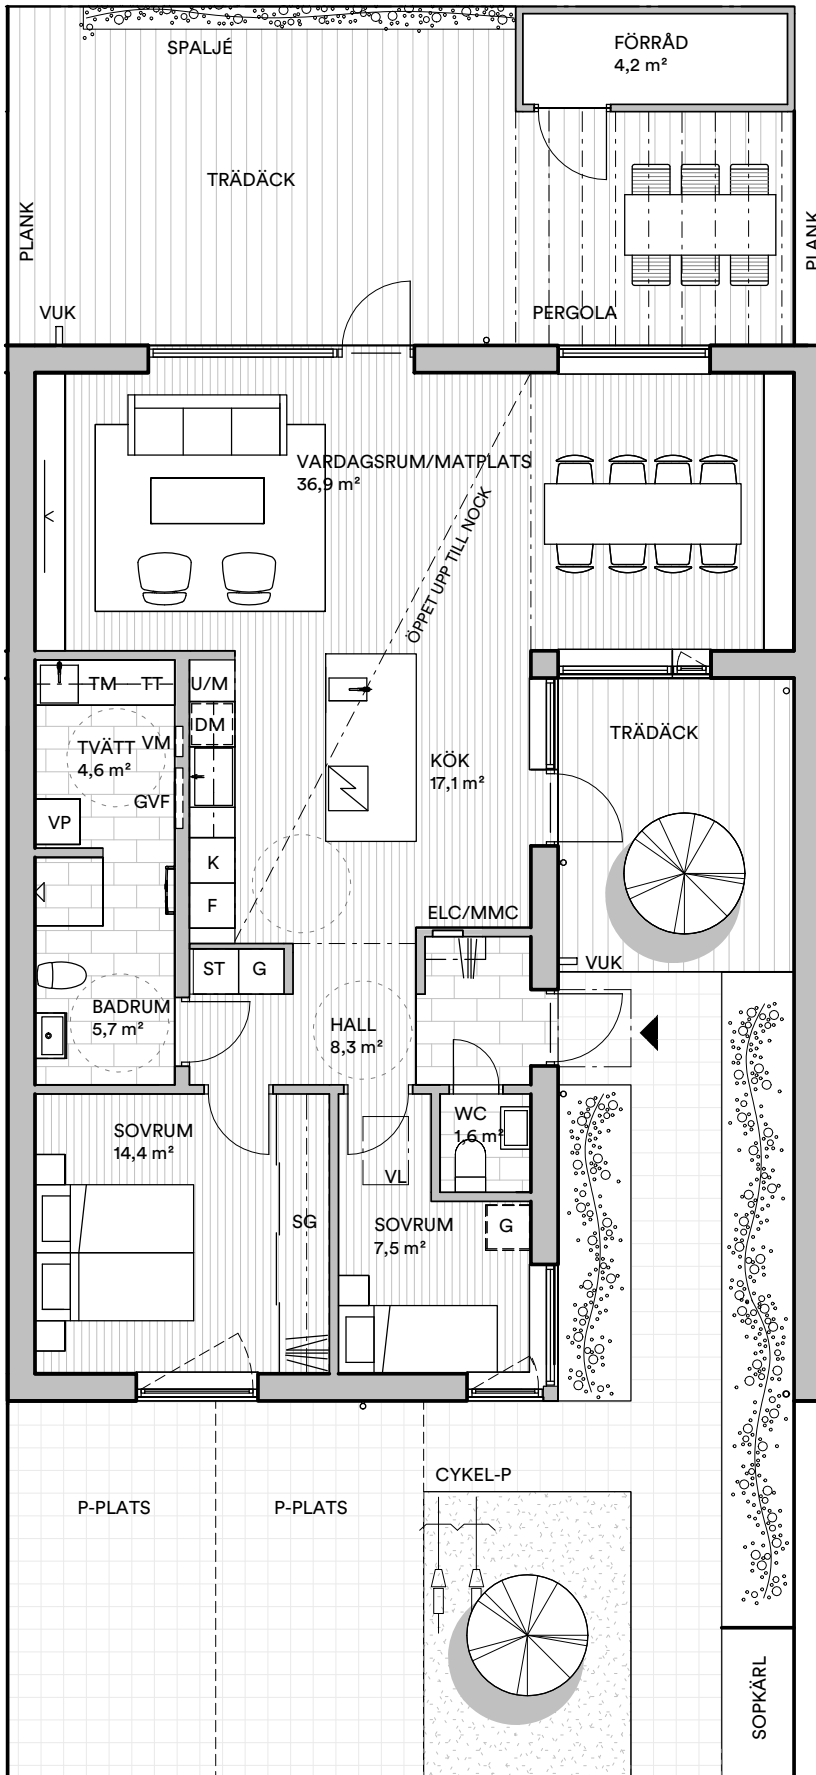 SPALJÉ
FÖRRÅD
4,2 m²
TRÄDÄCK
PLANK
PLANK
VUK
PERGOLA
VARDAGSRUM/MATPLATS
36,9 m²
ÖPPET UPP TILL NOCK
TM
TT
U/M
DM
TVÄTT
4,6 m²
VM
GVF
VP
KÖK
17,1 m²
TRÄDÄCK
K
F
ELC/MMC
VUK
ST
G
BADRUM
5,7 m²
HALL
8,3 m²
SOVRUM
14,4 m²
WC
1,6 m²
VL
SG
SOVRUM
7,5 m²
G
CYKEL-P
P-PLATS
P-PLATS
SOPKÄRL